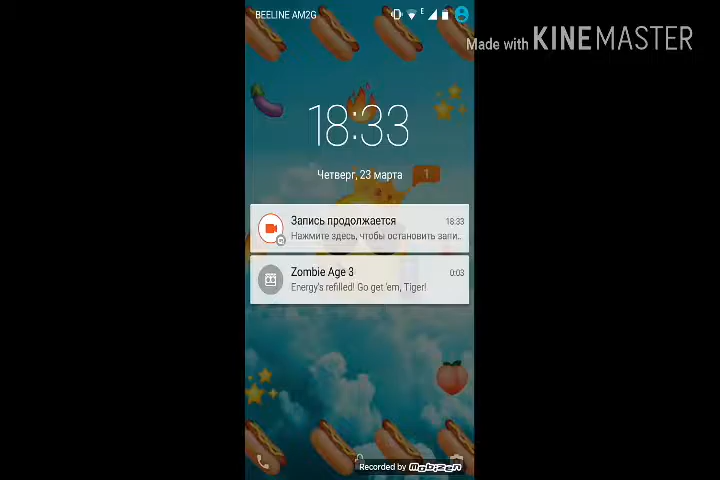 BEELINE AM2G
E
Made with KINEMASTER
18:33
Четверг, 23 марта
1
Запись продолжается 18:33
Нажмите здесь, чтобы остановить запи..
Zombie Age 3 0:03
Energy's refilled! Go get 'em, Tiger!
Recorded by mobizen